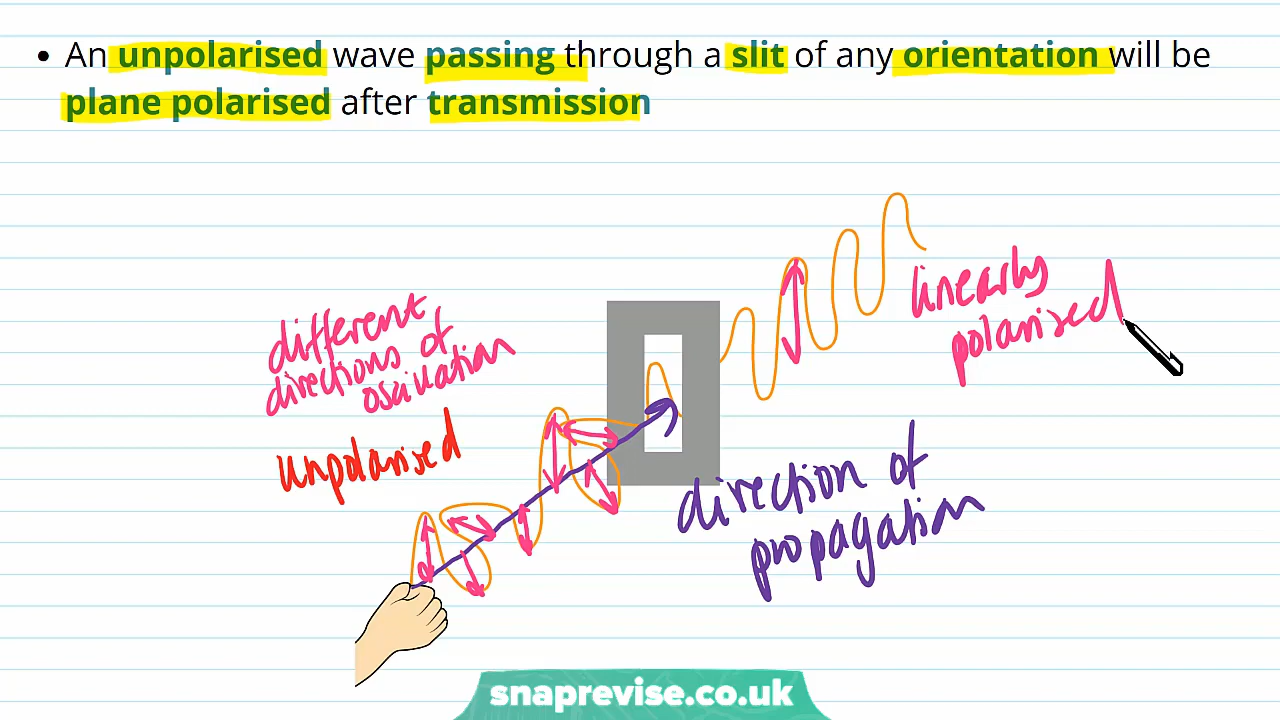 An unpolarised wave passing through a slit of any orientation will be
plane polarised after transmission
different
directions of
oscillation
unpolarised
linearly
polarised
direction of
propagation
snaprevise.co.uk